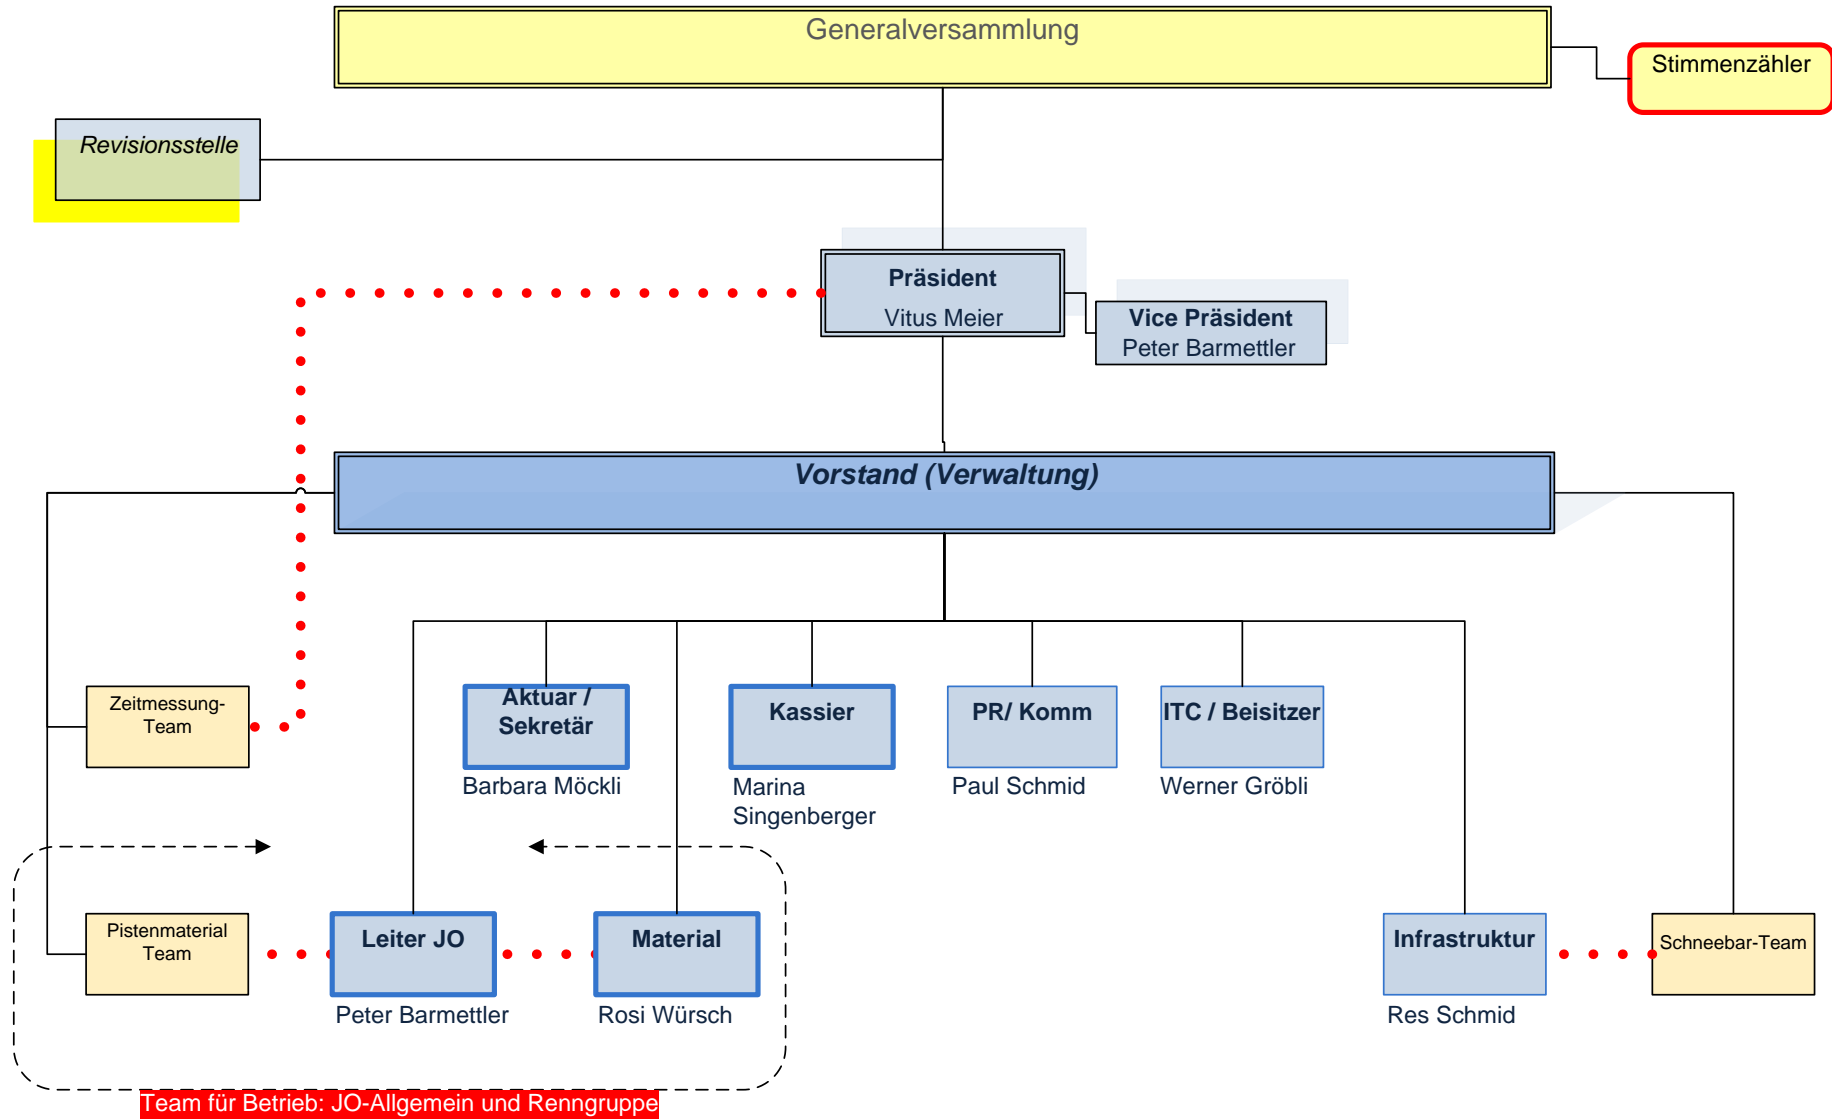 Generalversammlung
Stimmenzähler
Revisionsstelle
Präsident
Vitus Meier
Vice Präsident
Peter Barmettler
Vorstand (Verwaltung)
Zeitmessung-
Team
Aktuar /
Sekretär
Barbara Möckli
Kassier
Marina
Singenberger
PR/ Komm
Paul Schmid
ITC / Beisitzer
Werner Gröbli
Pistenmaterial
Team
Leiter JO
Peter Barmettler
Material
Rosi Würsch
Infrastruktur
Res Schmid
Schneebar-Team
Team für Betrieb: JO-Allgemein und Renngruppe